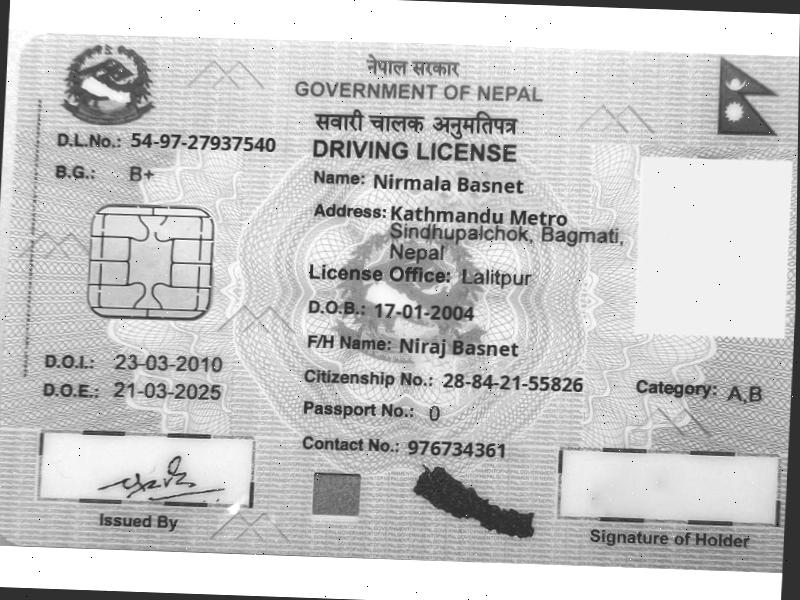 नेपाल सरकार
GOVERNMENT OF NEPAL
सवारी चालक अनुमतिपत्र
DRIVING LICENSE
D.L.No.: 54-97-27937540
B.G.: B+
Name: Nirmala Basnet
Address: Kathmandu Metro
Sindhupalchok, Bagmati,
Nepal
License Office: Lalitpur
D.O.B.: 17-01-2004
F/H Name: Niraj Basnet
D.O.I.: 23-03-2010
D.O.E.: 21-03-2025
Citizenship No.: 28-84-21-55826
Category: A,B
Passport No.: 0
Contact No.: 976734361
Issued By
Signature of Holder